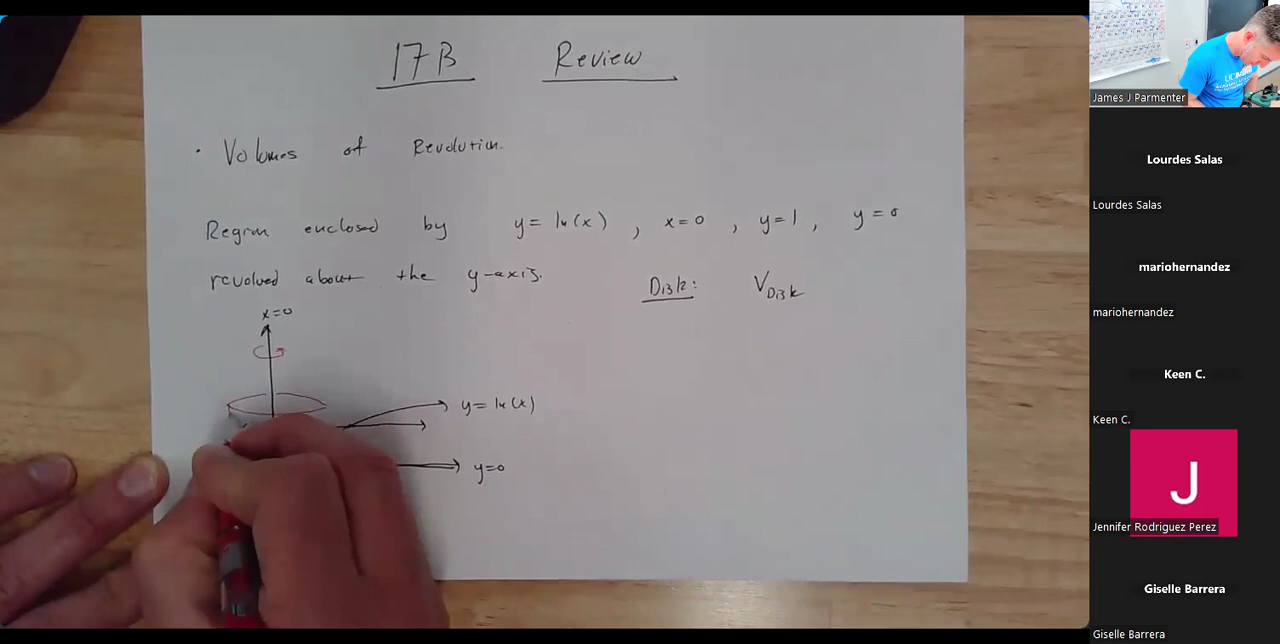 17B Review
· Volumes of Revolution.
Region enclosed by y = ln(x) , x=0 , y=1 , y=0
revolved about the y-axis. Disk: V Disk
x=0
y= ln(x)
y=0
James J Parmenter
Lourdes Salas
Lourdes Salas
mariohernandez
mariohernandez
Keen C.
Keen C.
J
Jennifer Rodriguez Perez
Giselle Barrera
Giselle Barrera